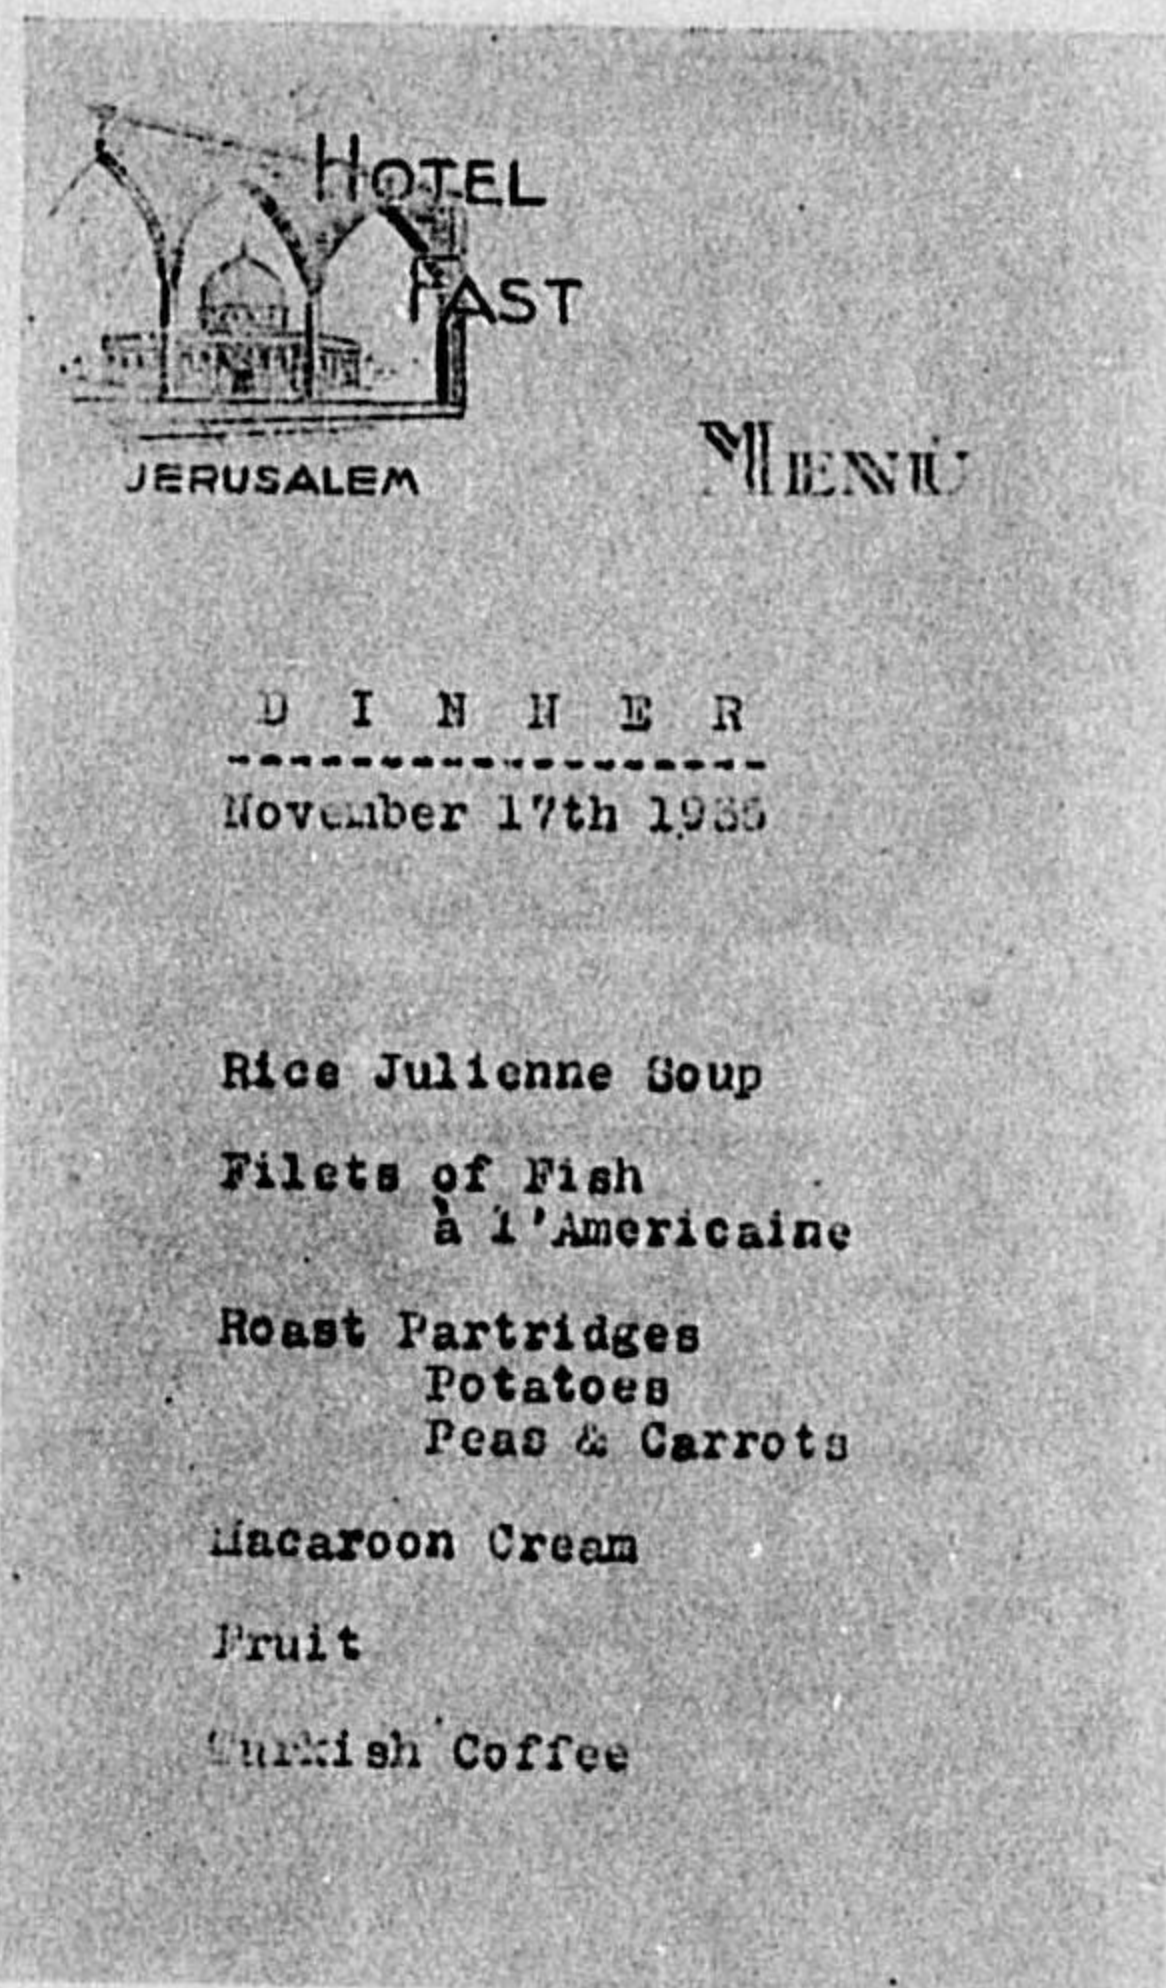 HOTEL
FAST
JERUSALEM
MENU
DINNER
November 17th
Rice Julienne Soup
Filets of Fish
à l'Americaine
Roast Partridges
Potatoes
Peas & Carrots
Macaroon Cream
Fruit
Turkish Coffee